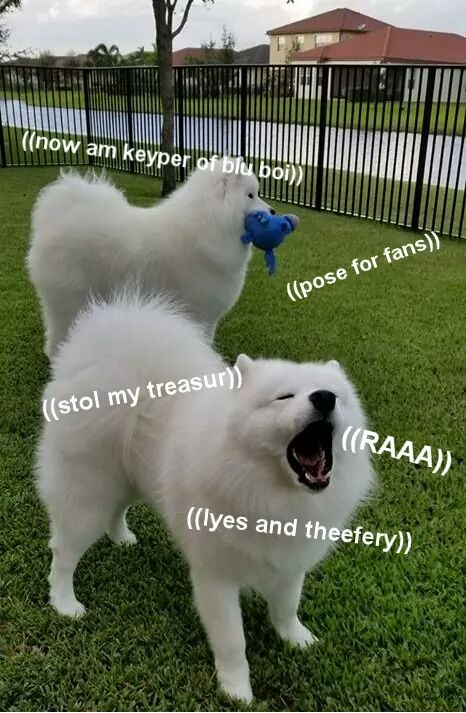 ((now am keyper of blu boi))
((pose for fans))
((stol my treasur))
((RAAA))
((lyes and theefery))